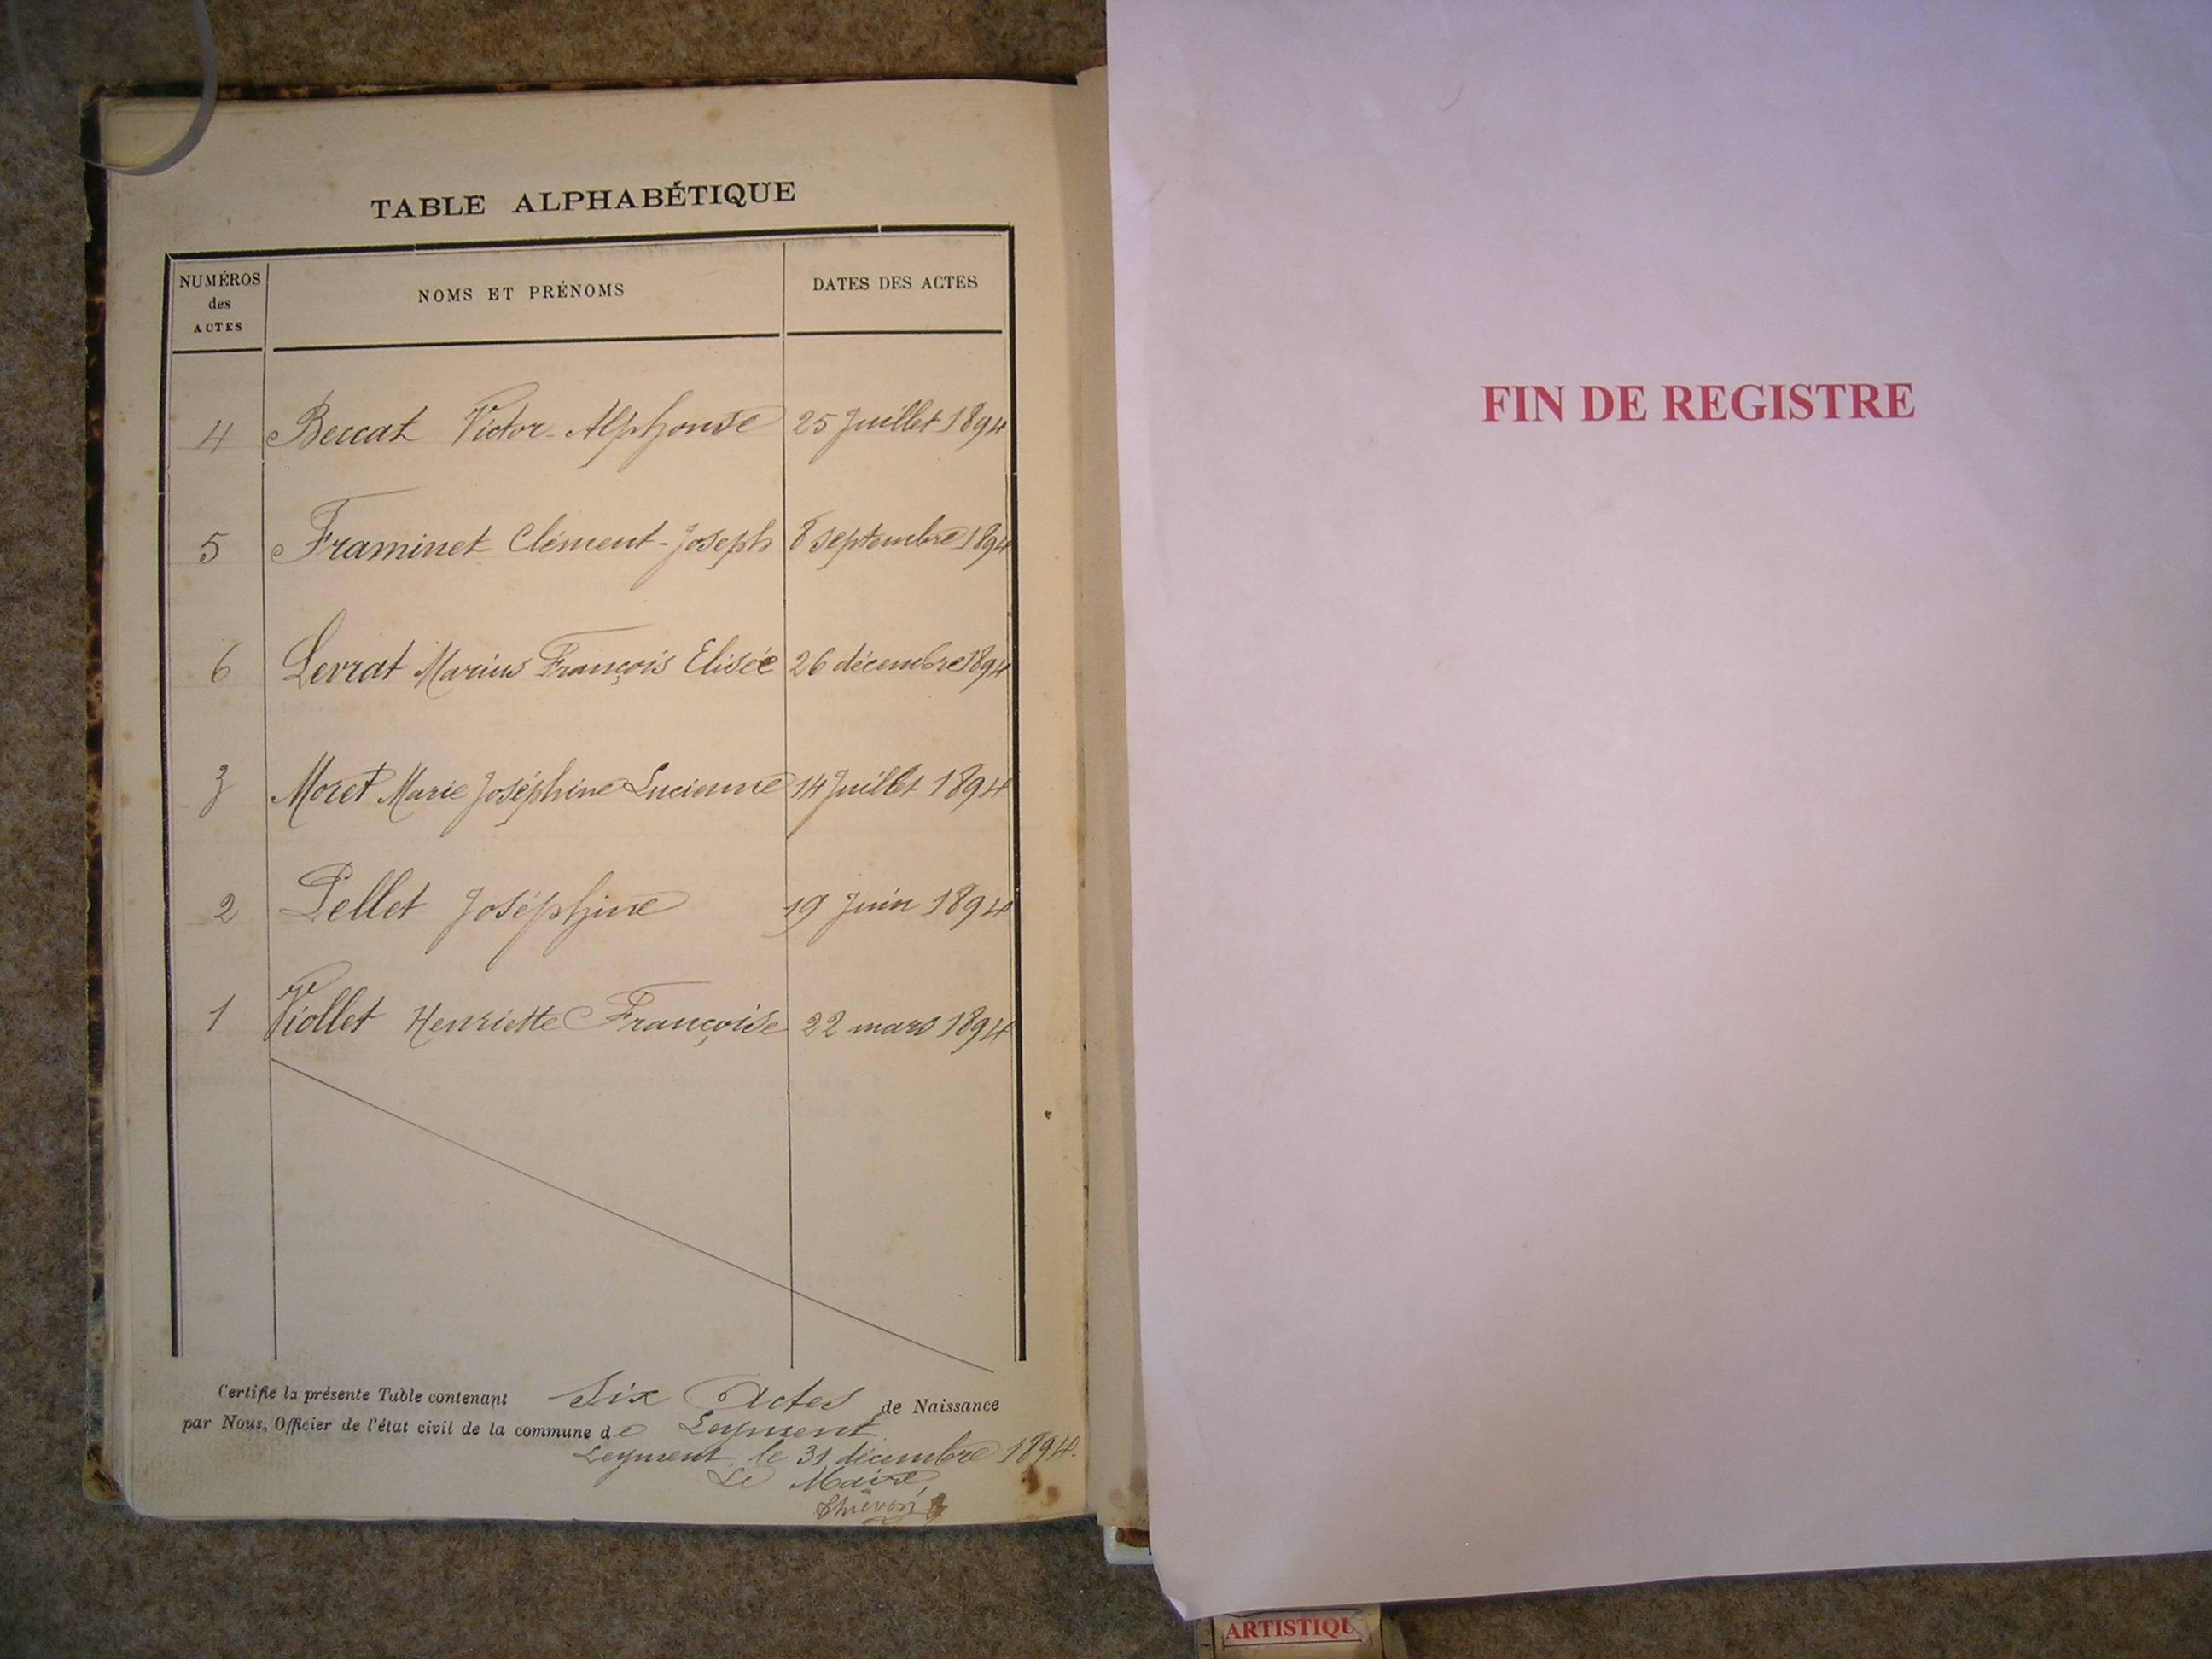 TABLE ALPHABÉTIQUE
NUMÉROS
des
ACTES
NOMS ET PRÉNOMS
DATES DES ACTES
4 Beccat Victor-Alphonse 25 Juillet 1894
5 Framinet Clément-Joseph 8 septembre 1894
6 Levrat Marius François Elisée 26 décembre 1894
3 Moret Marie Joséphine Lucienne 14 Juillet 1894
2 Pellet Joséphine 19 Juin 1894
1 Viollet Henriette Françoise 22 mars 1894
Certifié la présente Table contenant Six Actes de Naissance
par Nous, Officier de l'état civil de la commune de Leyment
Leyment, le 31 décembre 1894.
Le Maire,
FIN DE REGISTRE
ARTISTIQU